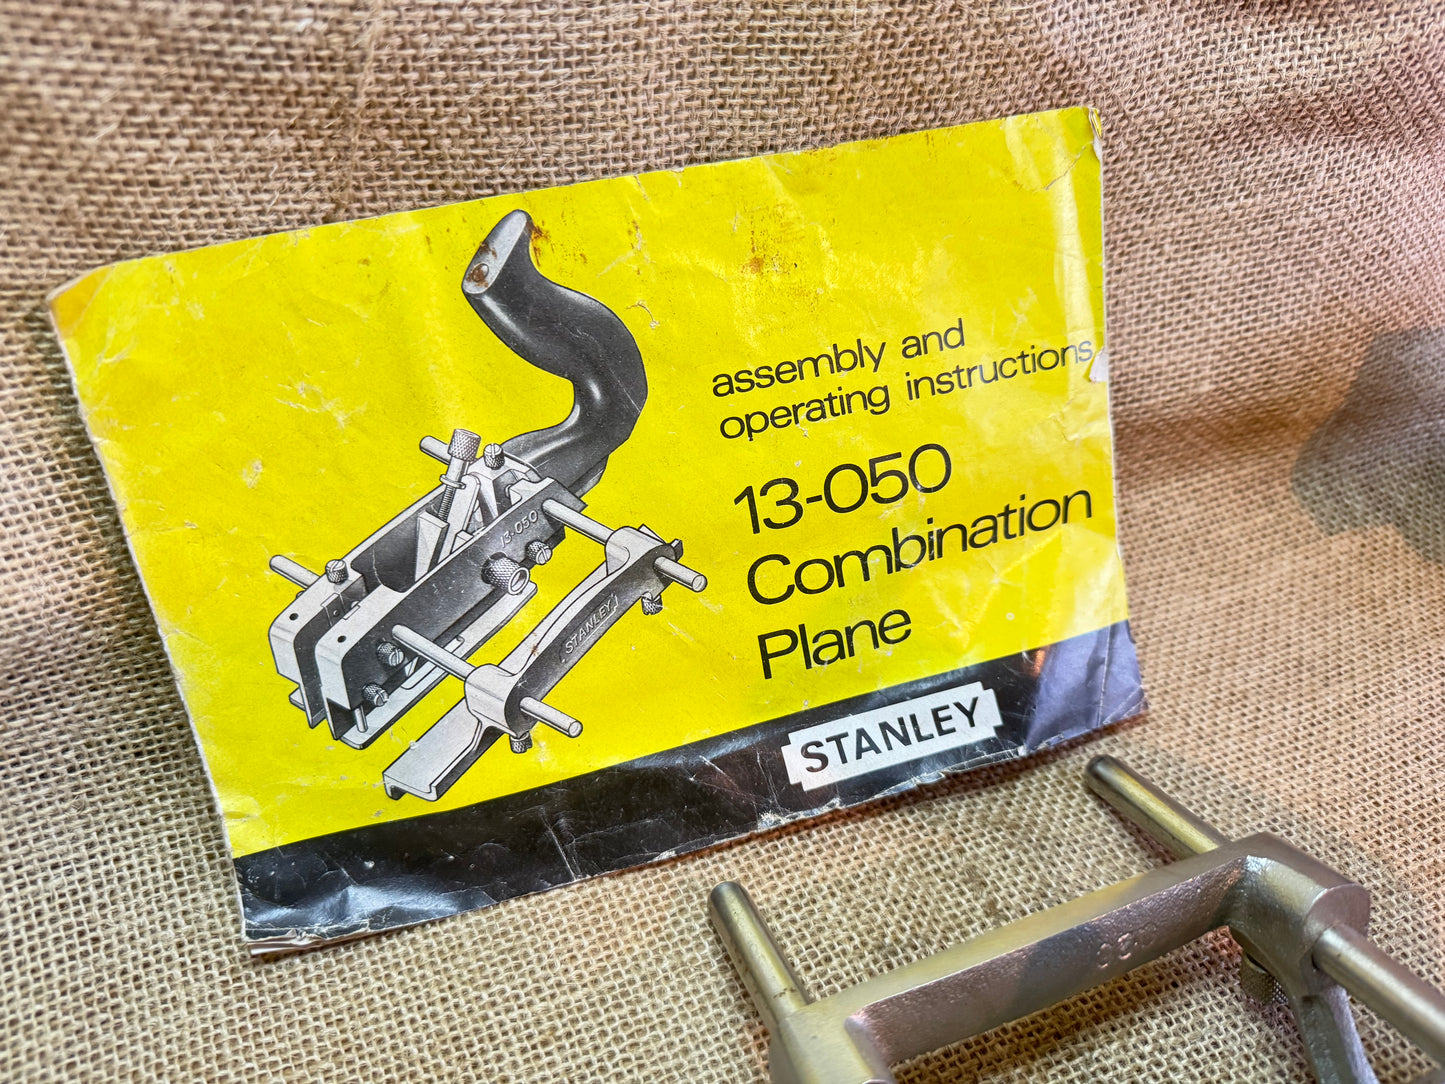 assembly and
operating instructions
13-050
Combination
Plane
13-050
STANLEY
STANLEY